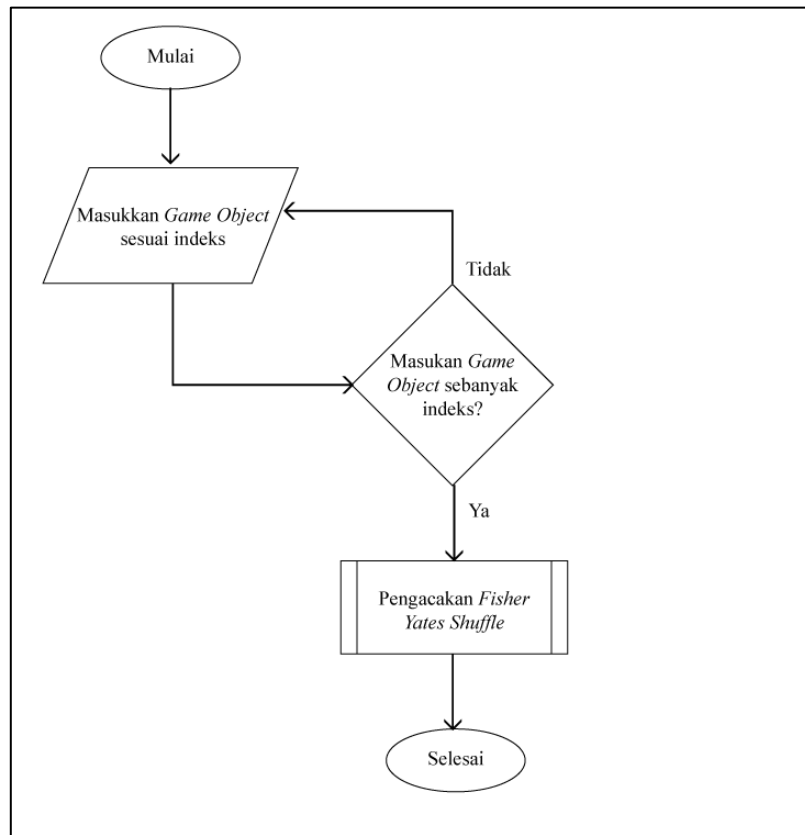 Mulai
Masukkan Game Object
sesuai indeks
Tidak
Masukan Game
Object sebanyak
indeks?
Ya
Pengacakan Fisher
Yates Shuffle
Selesai